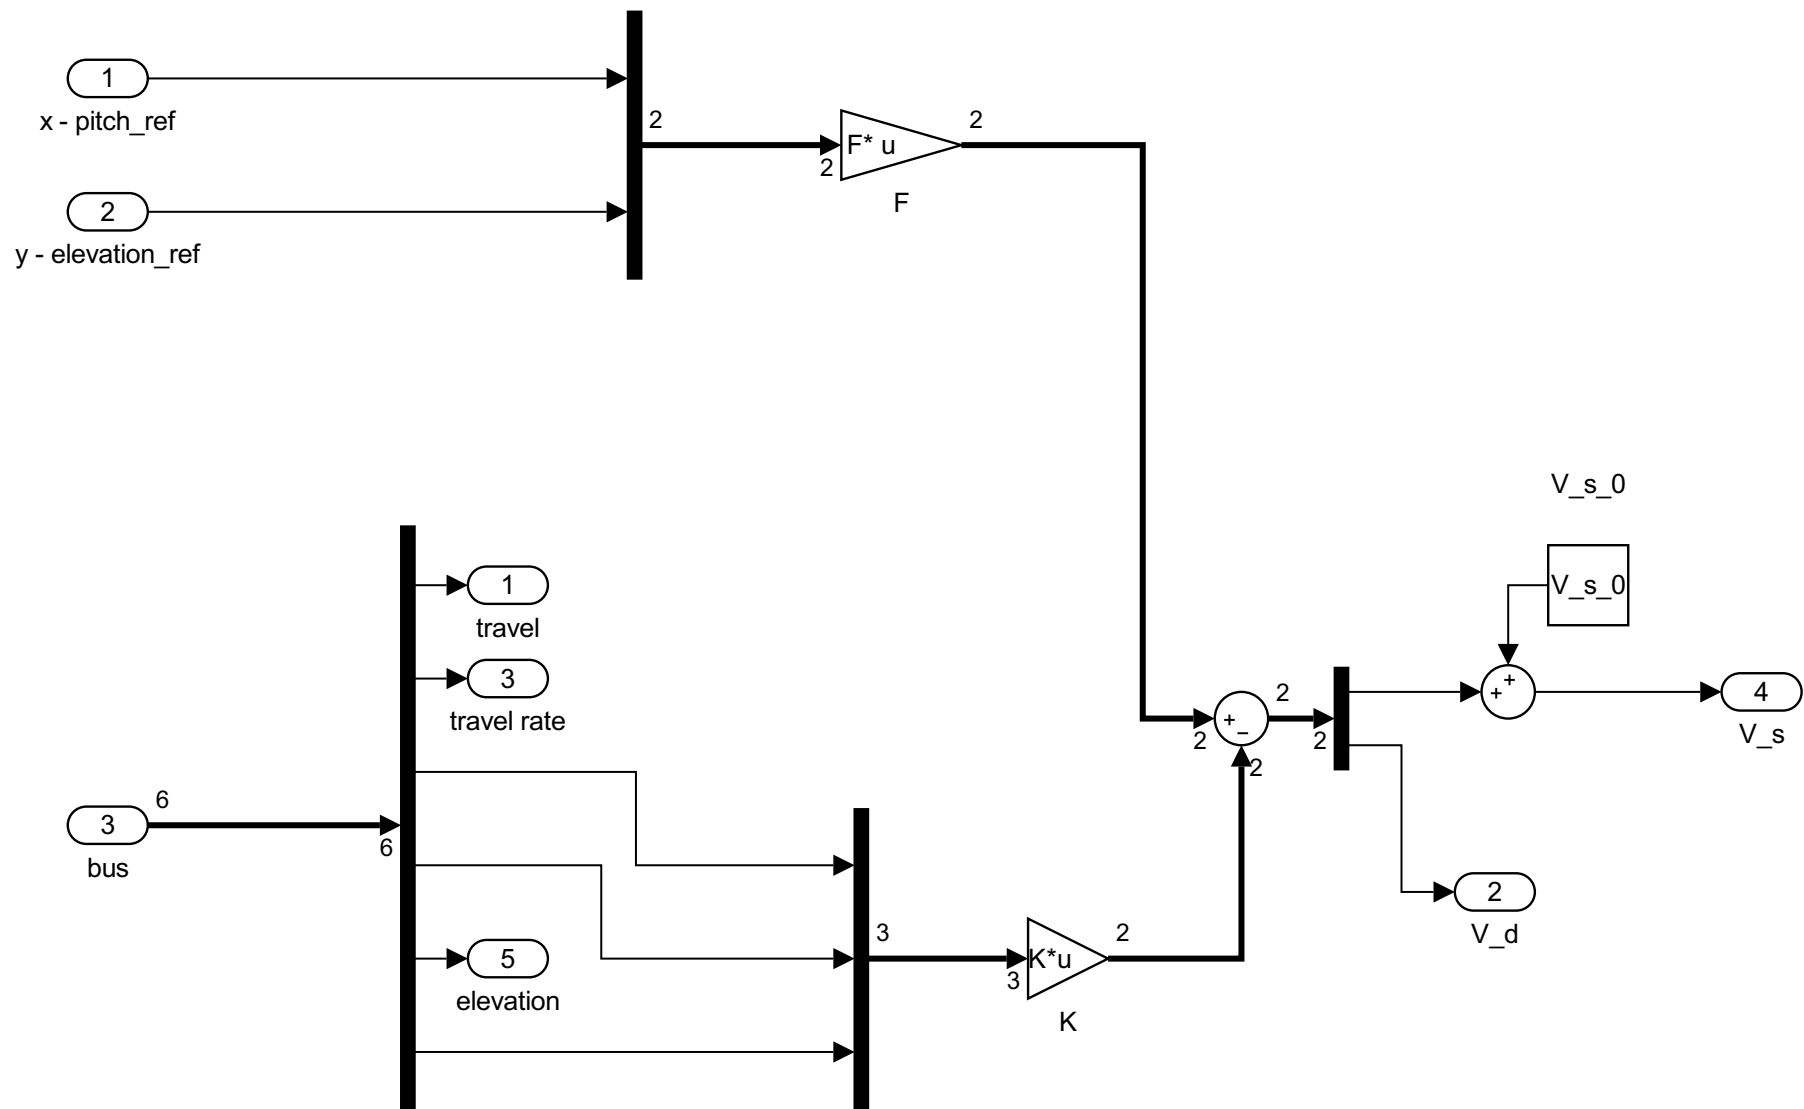 1
x - pitch_ref
2
2
F* u
2
F
2
y - elevation_ref
V_s_0
V_s_0
1
travel
3
travel rate
3
bus
6
6
5
elevation
3
3
K*u
2
K
+
−
2
2
2
2
+
+
4
V_s
2
V_d